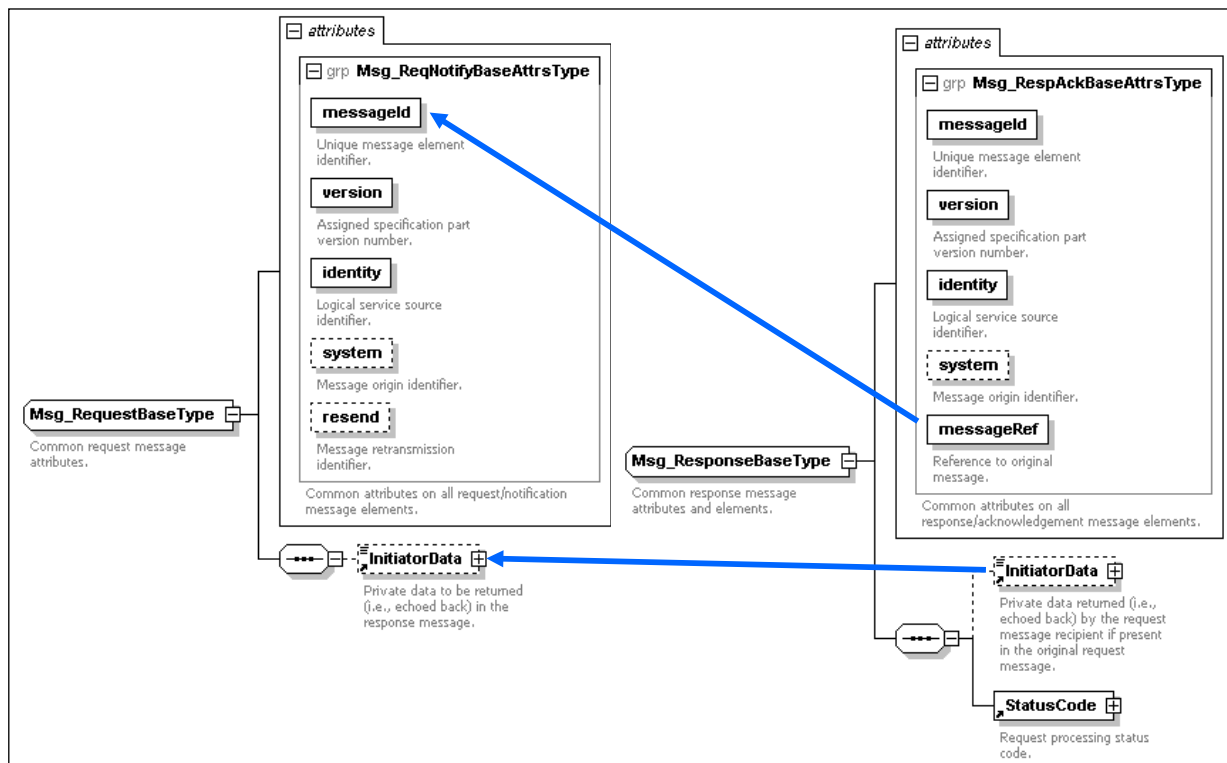 attributes
grp Msg_ReqNotifyBaseAttrsType
messageId
Unique message element
identifier.
version
Assigned specification part
version number.
identity
Logical service source
identifier.
system
Message origin identifier.
resend
Message retransmission
identifier.
Common attributes on all request/notification
message elements.
Msg_RequestBaseType
Common request message
attributes.
InitiatorData
Private data to be returned
(i.e., echoed back) in the
response message.
attributes
grp Msg_RespAckBaseAttrsType
messageId
Unique message element
identifier.
version
Assigned specification part
version number.
identity
Logical service source
identifier.
system
Message origin identifier.
messageRef
Reference to original
message.
Common attributes on all
response/acknowledgement message elements.
Msg_ResponseBaseType
Common response message
attributes and elements.
InitiatorData
Private data returned (i.e.,
echoed back) by the request
message recipient if present
in the original request
message.
StatusCode
Request processing status
code.